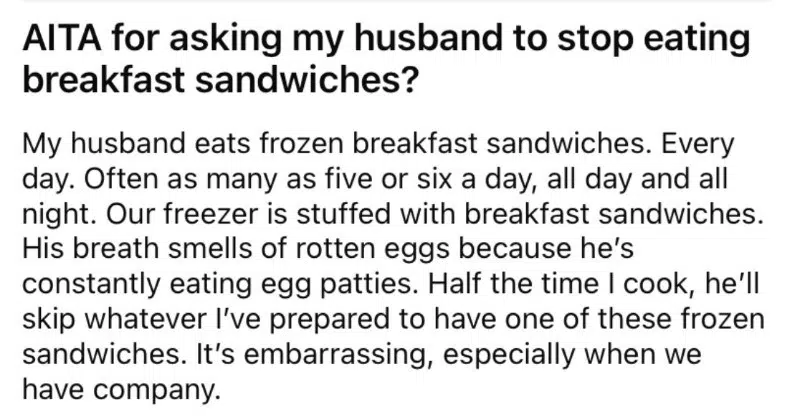 AITA for asking my husband to stop eating
breakfast sandwiches?
My husband eats frozen breakfast sandwiches. Every
day. Often as many as five or six a day, all day and all
night. Our freezer is stuffed with breakfast sandwiches.
His breath smells of rotten eggs because he’s
constantly eating egg patties. Half the time I cook, he’ll
skip whatever I’ve prepared to have one of these frozen
sandwiches. It’s embarrassing, especially when we
have company.